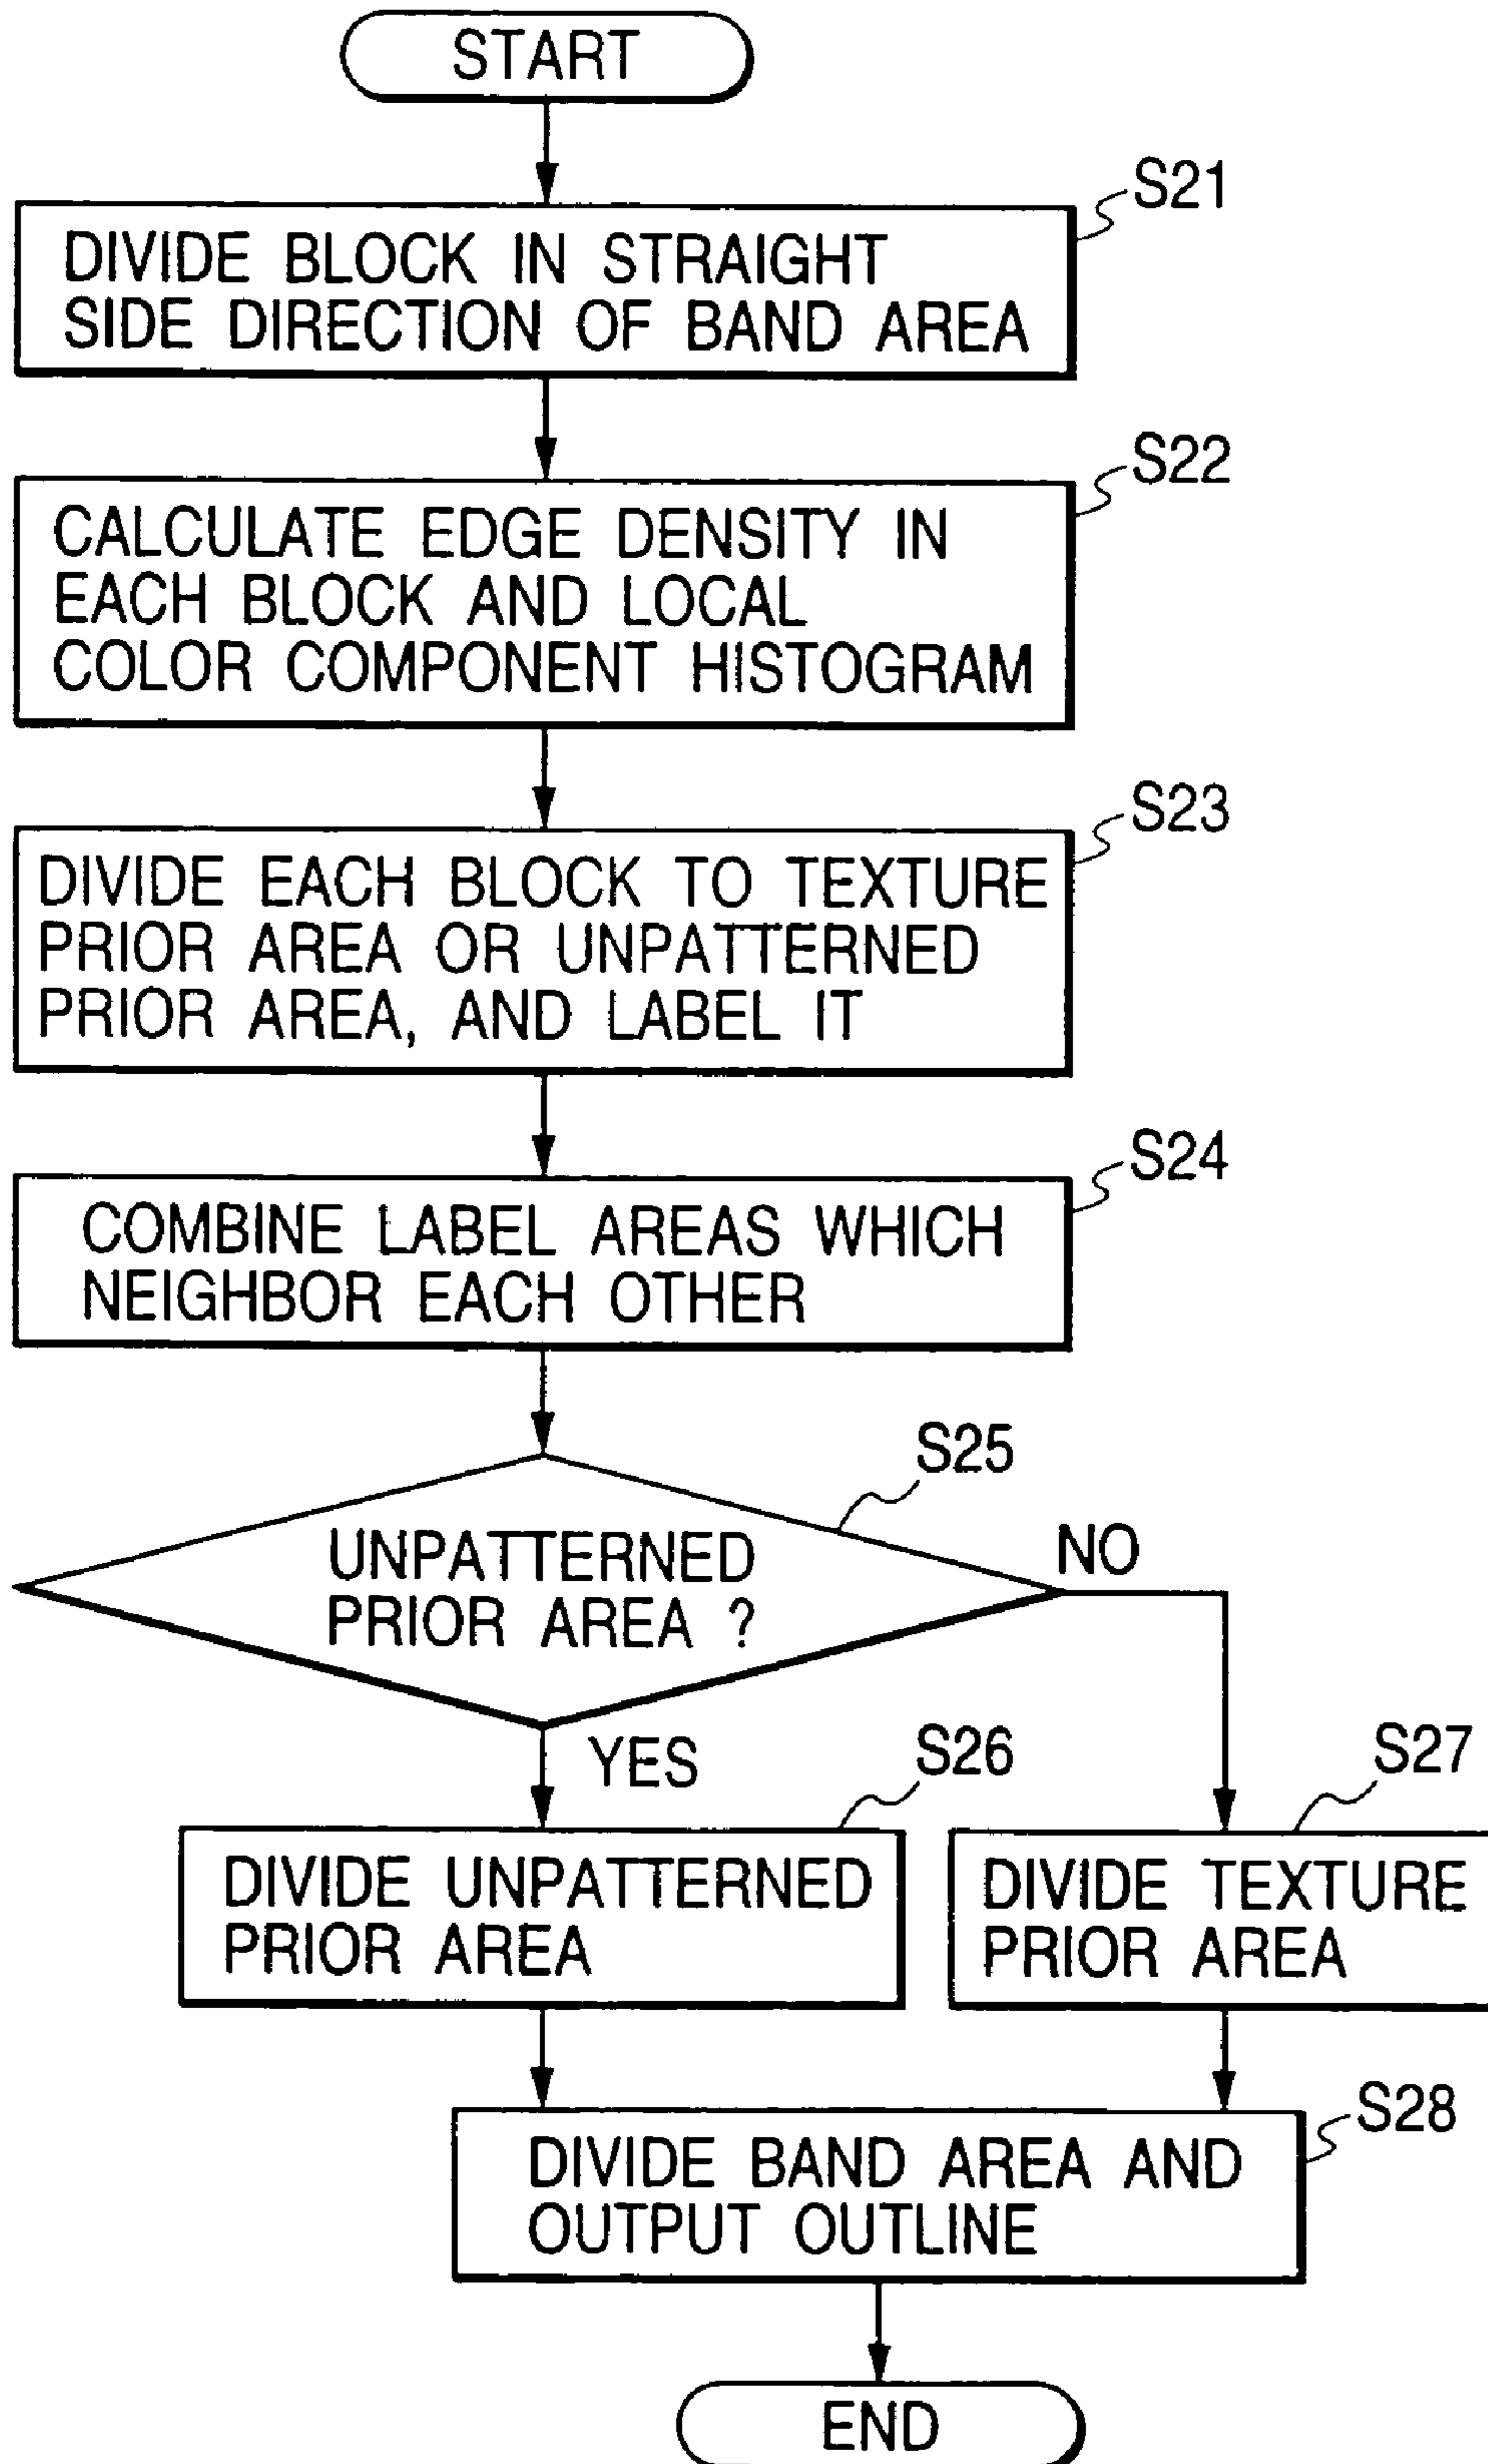 START
S21
DIVIDE BLOCK IN STRAIGHT
SIDE DIRECTION OF BAND AREA
S22
CALCULATE EDGE DENSITY IN
EACH BLOCK AND LOCAL
COLOR COMPONENT HISTOGRAM
S23
DIVIDE EACH BLOCK TO TEXTURE
PRIOR AREA OR UNPATTERNED
PRIOR AREA, AND LABEL IT
S24
COMBINE LABEL AREAS WHICH
NEIGHBOR EACH OTHER
S25
UNPATTERNED
PRIOR AREA ?
NO
YES
S26
DIVIDE UNPATTERNED
PRIOR AREA
S27
DIVIDE TEXTURE
PRIOR AREA
S28
DIVIDE BAND AREA AND
OUTPUT OUTLINE
END